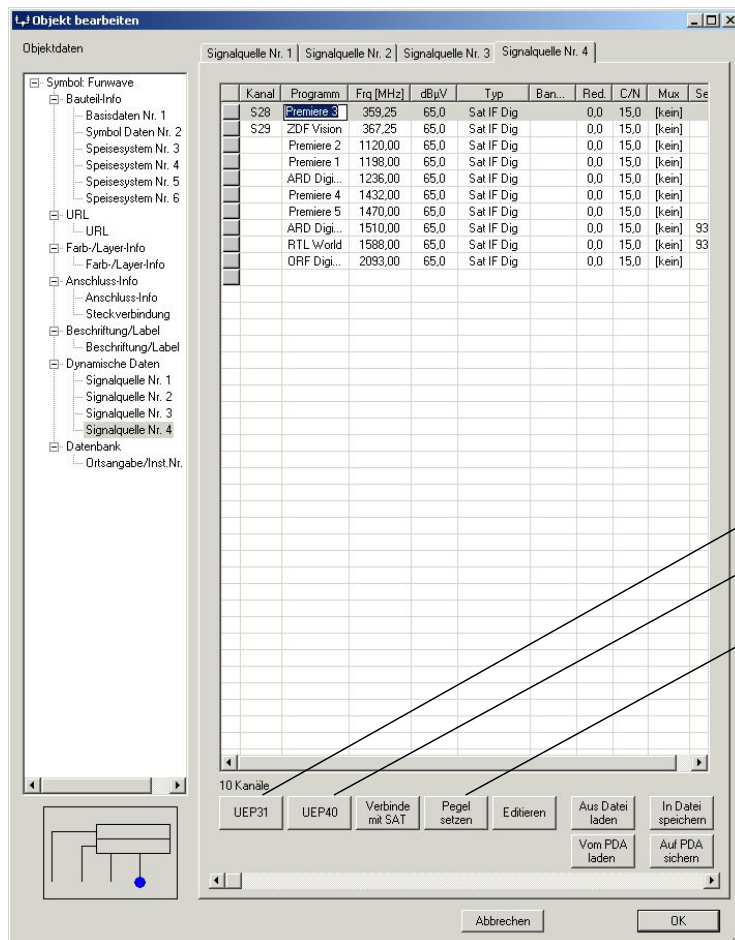 Objekt bearbeiten
Objektdaten
Symbol: Funwave
Bauteil-Info
Basisdaten Nr. 1
Symbol Daten Nr. 2
Speisesystem Nr. 3
Speisesystem Nr. 4
Speisesystem Nr. 5
Speisesystem Nr. 6
URL
URL
Farb-/Layer-Info
Farb-/Layer-Info
Anschluss-Info
Anschluss-Info
Steckverbindung
Beschriftung/Label
Beschriftung/Label
Dynamische Daten
Signalquelle Nr. 1
Signalquelle Nr. 2
Signalquelle Nr. 3
Signalquelle Nr. 4
Datenbank
Ortsangabe/Inst.Nr.
Signalquelle Nr. 1 Signalquelle Nr. 2 Signalquelle Nr. 3 Signalquelle Nr. 4
Kanal Programm Frq [MHz] dBµV Typ Ban... Red. C/N Mux Se
S28 Premiere 3 359,25 65,0 Sat IF Dig 0,0 15,0 [kein]
S29 ZDF Vision 367,25 65,0 Sat IF Dig 0,0 15,0 [kein]
Premiere 2 1120,00 65,0 Sat IF Dig 0,0 15,0 [kein]
Premiere 1 1198,00 65,0 Sat IF Dig 0,0 15,0 [kein]
ARD Digi... 1236,00 65,0 Sat IF Dig 0,0 15,0 [kein]
Premiere 4 1432,00 65,0 Sat IF Dig 0,0 15,0 [kein]
Premiere 5 1470,00 65,0 Sat IF Dig 0,0 15,0 [kein]
ARD Digi... 1510,00 65,0 Sat IF Dig 0,0 15,0 [kein] 93
RTL World 1588,00 65,0 Sat IF Dig 0,0 15,0 [kein] 93
ORF Digi... 2093,00 65,0 Sat IF Dig 0,0 15,0 [kein]
10 Kanäle
UEP31
UEP40
Verbinde
mit SAT
Pegel
setzen
Editieren
Aus Datei
laden
In Datei
speichern
Vom PDA
laden
Auf PDA
sichern
Abbrechen
OK